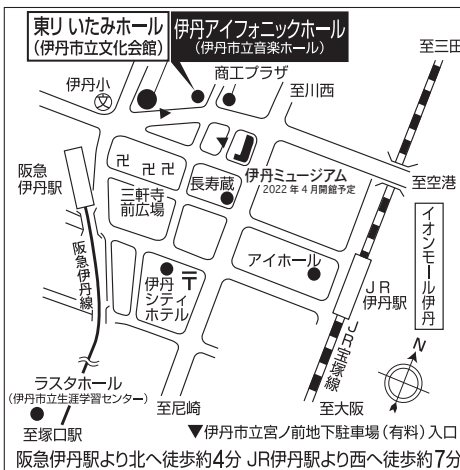 東リ いたみホール
(伊丹市立文化会館)
伊丹アイフォニックホール
(伊丹市立音楽ホール)
商工プラザ
至三田
伊丹小
文
至川西
阪急
伊丹駅
卍 卍 卍
三軒寺
前広場
長寿蔵
伊丹ミュージアム
2022年4月開館予定
至空港
イオンモール伊丹
阪急伊丹線
伊丹
シティ
ホテル
〒
アイホール
JR
伊丹駅
JR宝塚線
N
ラスタホール
(伊丹市立生涯学習センター)
至塚口駅
至尼崎
至大阪
▼伊丹市立宮ノ前地下駐車場(有料)入口
阪急伊丹駅より北へ徒歩約4分 JR伊丹駅より西へ徒歩約7分